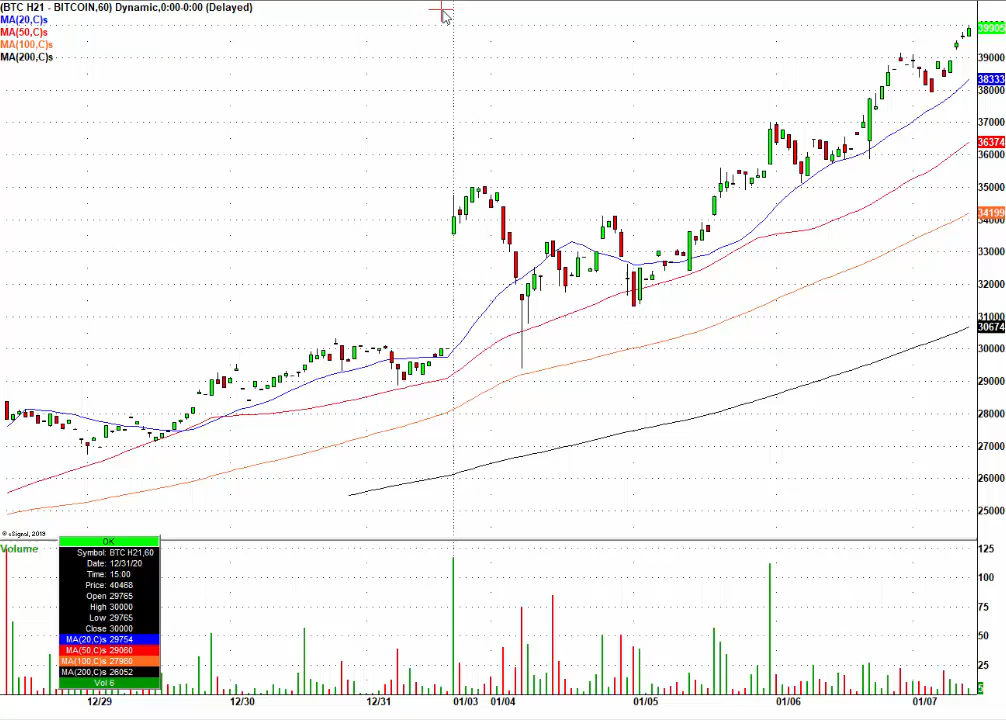 (BTC H21 - BITCOIN,60) Dynamic,0:00-0:00 (Delayed)
MA(20,C)s
MA(50,C)s
MA(100,C)s
MA(200,C)s
39905
39000
38333
38000
37000
36374
36000
35000
34199
34000
33000
32000
31000
30674
30000
29000
28000
27000
26000
25000
© eSignal, 2019
Volume
125
100
75
50
25
OK
Symbol: BTC H21,60
Date: 12/31/20
Time: 15:00
Price: 40468
Open 29765
High 30000
Low 29765
Close 30000
MA(20,C)s 29754
MA(50,C)s 29060
MA(100,C)s 27980
MA(200,C)s 26052
Vol 6
12/29 12/30 12/31 01/03 01/04 01/05 01/06 01/07